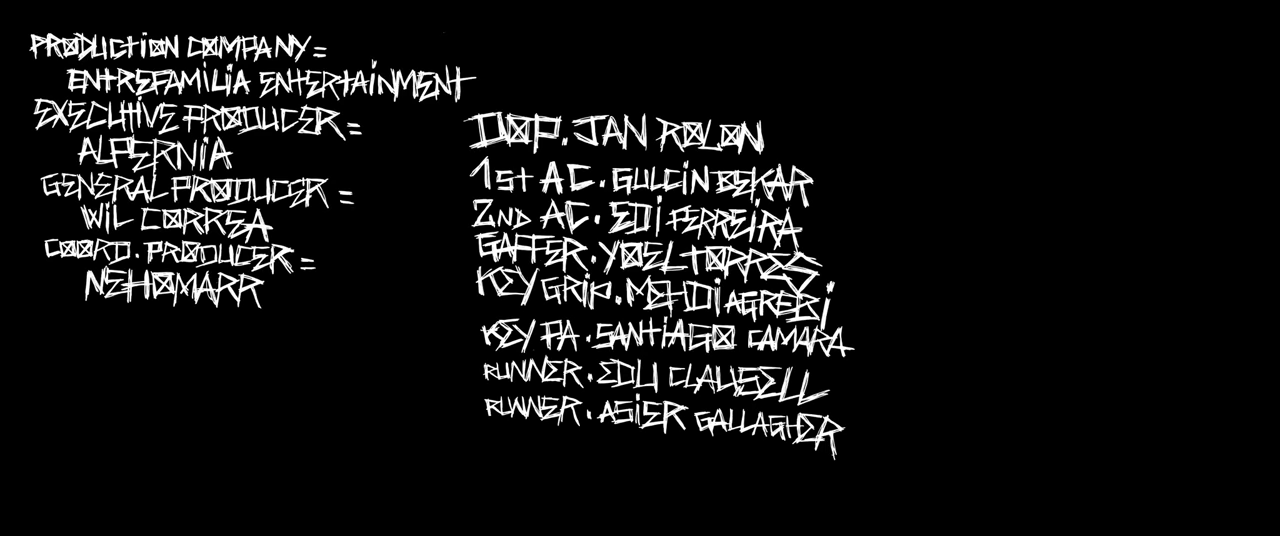 PRODUCTION COMPANY=
ENTREFAMILIA ENTERTAINMENT
EXECUTIVE PRODUCER=
ALPERNIA
GENERAL PRODUCER=
WIL CORREA
COORD. PRODUCER=
NEHOMARR
DOP. JAN ROLON
1st AC. GULCIN BEKAR
2ND AC. EDI FERREIRA
GAFFER. YOEL TORRES
KEY GRIP. MEHDI AGREBI
KEY PA. SANTIAGO CAMARA
RUNNER. EDU CLAUSELL
RUNNER. ASIER GALLAGHER